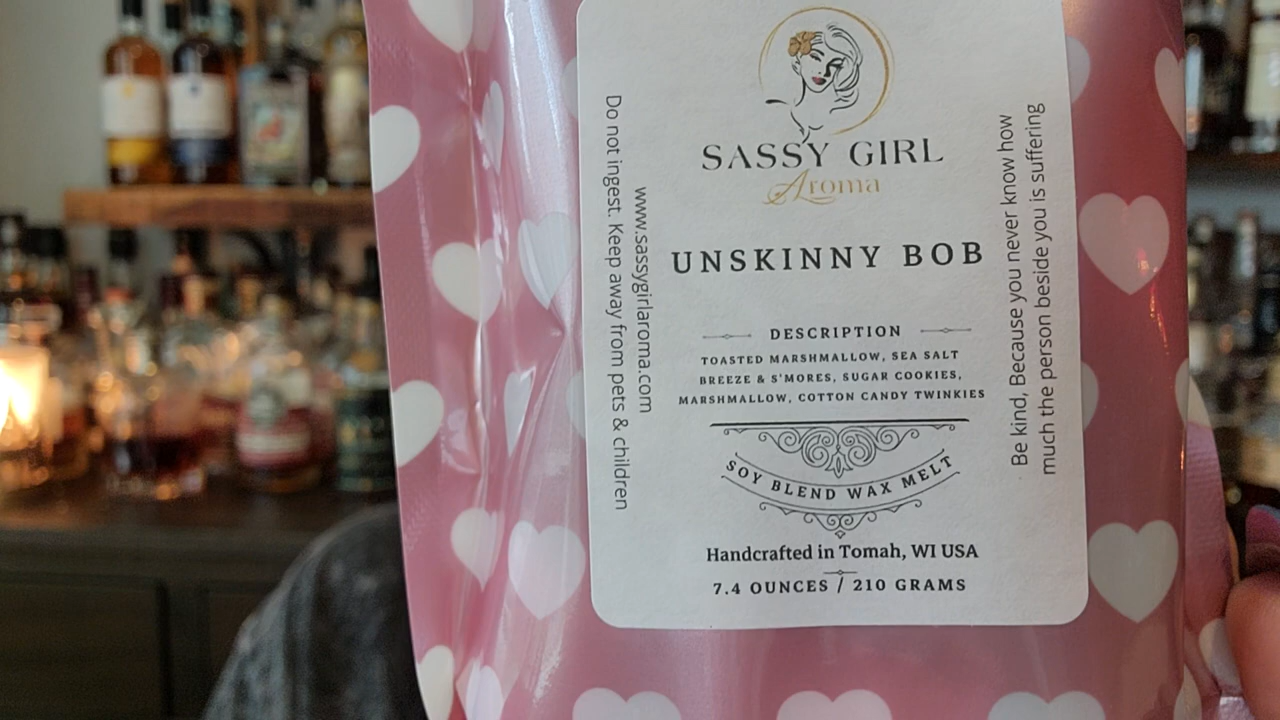 SASSY GIRL
Aroma
UNSKINNY BOB
DESCRIPTION
TOASTED MARSHMALLOW, SEA SALT
BREEZE & S'MORES, SUGAR COOKIES,
MARSHMALLOW, COTTON CANDY TWINKIES
SOY BLEND WAX MELT
Handcrafted in Tomah, WI USA
7.4 OUNCES / 210 GRAMS
Do not ingest. Keep away from pets & children
www.sassygirlaroma.com
Be kind, Because you never know how
much the person beside you is suffering